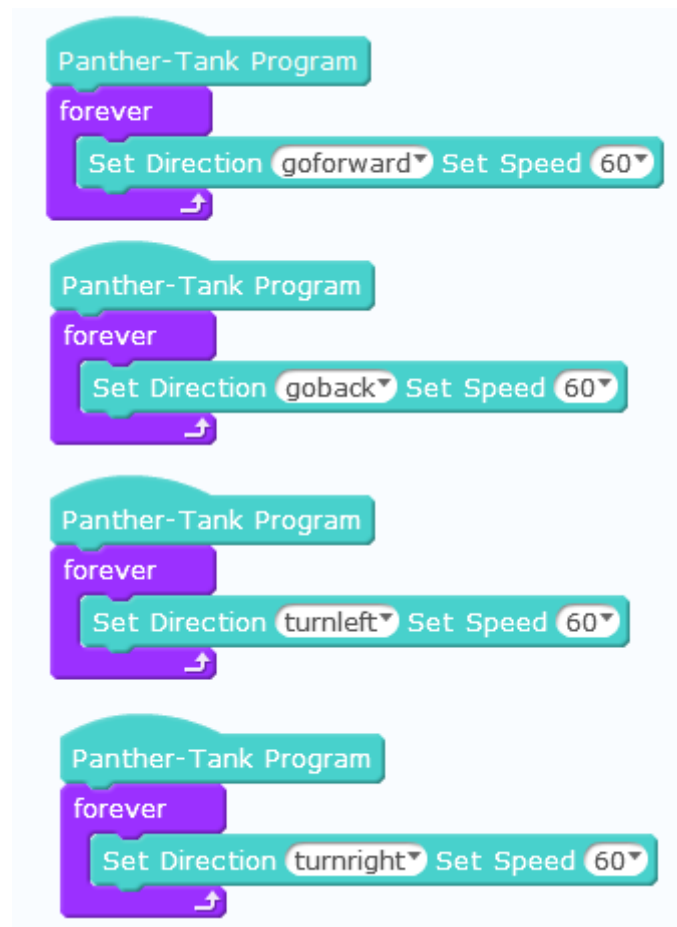 Panther-Tank Program
forever
Set Direction goforward Set Speed 60
Panther-Tank Program
forever
Set Direction goback Set Speed 60
Panther-Tank Program
forever
Set Direction turnleft Set Speed 60
Panther-Tank Program
forever
Set Direction turnright Set Speed 60